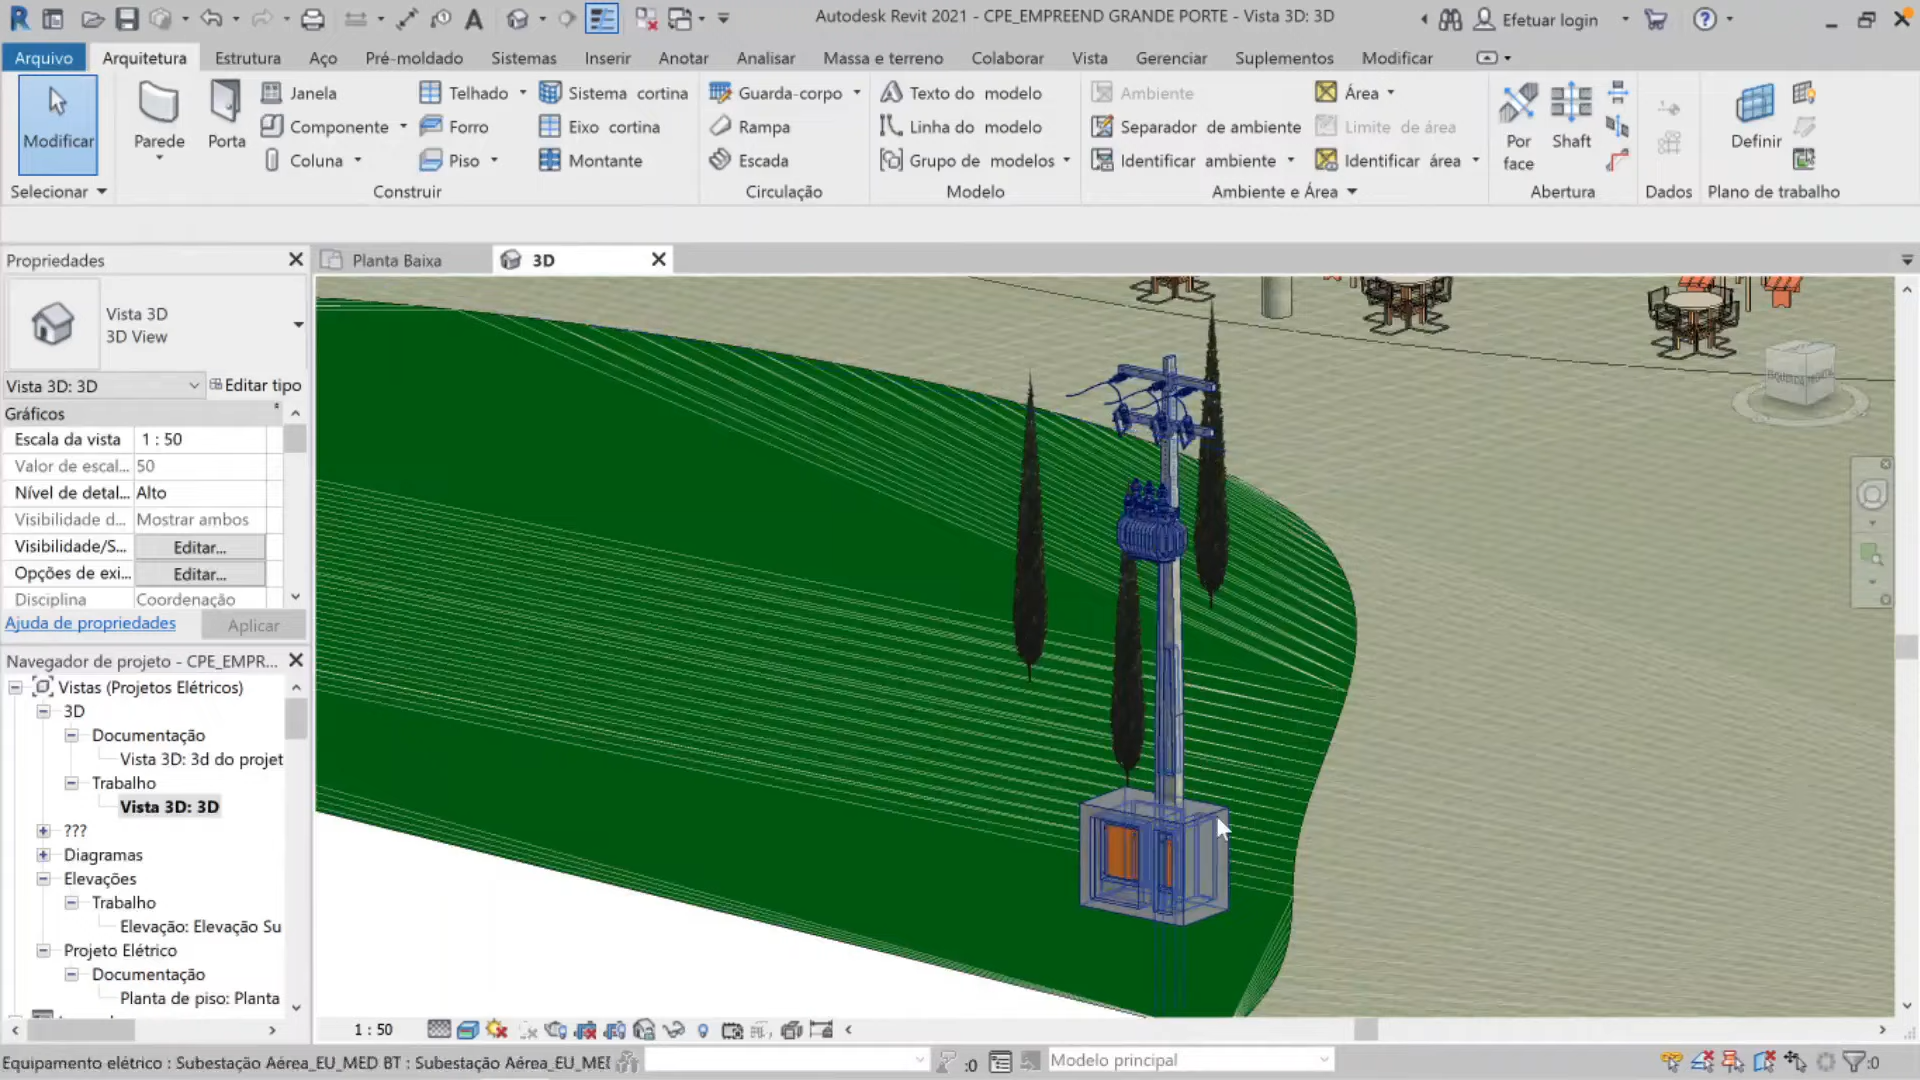 Autodesk Revit 2021 - CPE_EMPREEND GRANDE PORTE - Vista 3D: 3D
Efetuar login
Arquivo Arquitetura Estrutura Aço Pré-moldado Sistemas Inserir Anotar Analisar Massa e terreno Colaborar Vista Gerenciar Suplementos Modificar
Modificar
Selecionar
Parede
Porta
Janela
Componente
Coluna
Telhado
Forro
Piso
Sistema cortina
Eixo cortina
Montante
Construir
Guarda-corpo
Rampa
Escada
Circulação
Texto do modelo
Linha do modelo
Grupo de modelos
Modelo
Ambiente
Separador de ambiente
Identificar ambiente
Área
Limite de área
Identificar área
Ambiente e Área
Por face
Shaft
Abertura
Dados
Definir
Plano de trabalho
Propriedades
Planta Baixa
3D
Vista 3D
3D View
Vista 3D: 3D
Editar tipo
Gráficos
Escala da vista 1 : 50
Valor de escal... 50
Nível de detal... Alto
Visibilidade d... Mostrar ambos
Visibilidade/S... Editar...
Opções de exi... Editar...
Disciplina Coordenação
Ajuda de propriedades
Aplicar
Navegador de projeto - CPE_EMPR...
Vistas (Projetos Elétricos)
3D
Documentação
Vista 3D: 3d do projet
Trabalho
Vista 3D: 3D
???
Diagramas
Elevações
Trabalho
Elevação: Elevação Su
Projeto Elétrico
Documentação
Planta de piso: Planta
1 : 50
Equipamento elétrico : Subestação Aérea_EU_MED BT : Subestação Aérea_EU_ME
:0
Modelo principal
:0